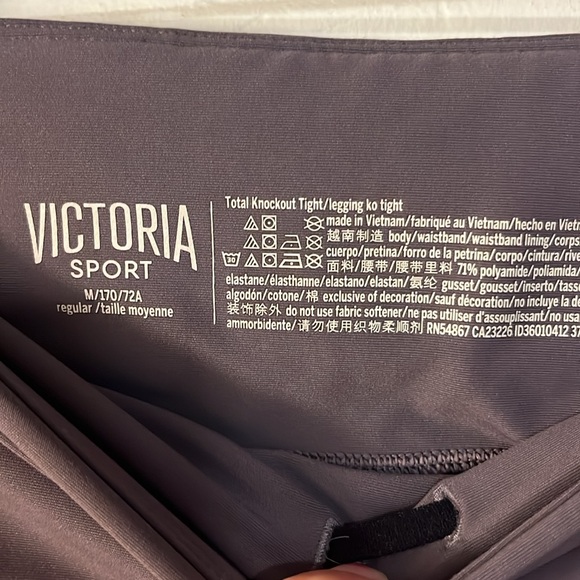 VICTORIA
SPORT
M/170/72A
regular/taille moyenne
Total Knockout Tight/legging ko tight
made in Vietnam/fabriqué au Vietnam/hecho en Vietn
越南制造 body/waistband/waistband lining/corps
cuerpo/pretina/forro de la petrina/corpo/cintura/rive
面料/腰带/腰带里料 71% polyamide/poliamida/
elastane/élasthanne/elastano/elastan/氨纶 gusset/gousset/inserto/tasse
algodón/cotone/棉 exclusive of decoration/sauf décoration/no incluye la de
装饰除外 do not use fabric softener/ne pas utiliser d'assouplissant/no us
ammorbidente/请勿使用织物柔顺剂 RN54867 CA23226 ID36010412 37